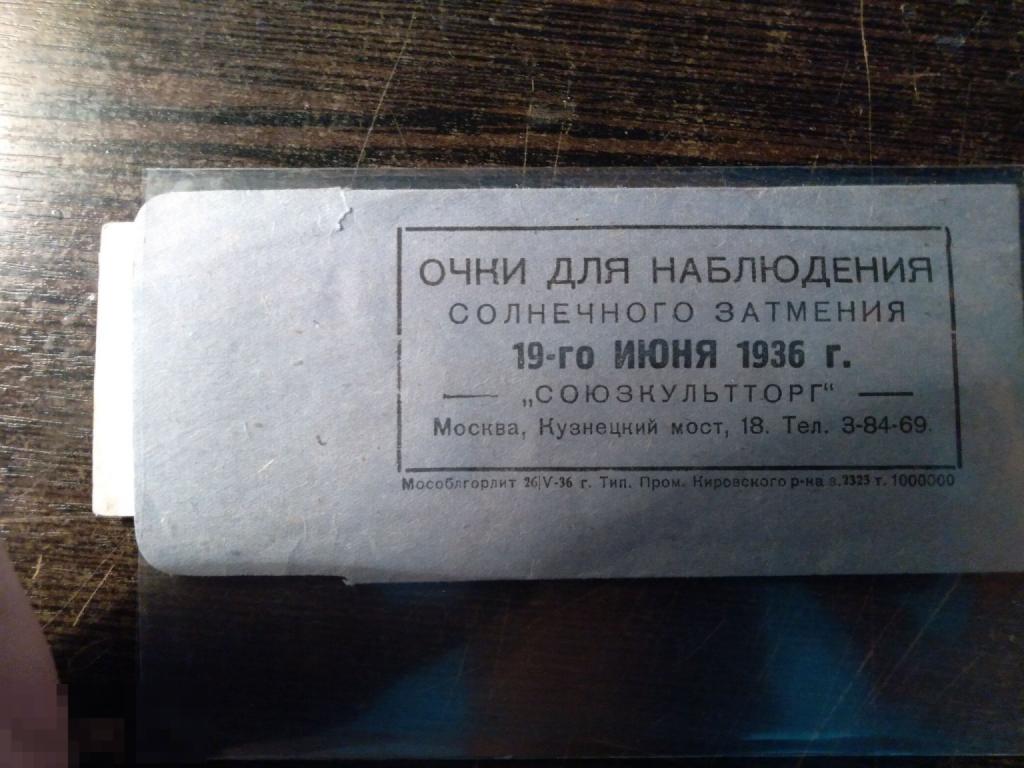 ОЧКИ ДЛЯ НАБЛЮДЕНИЯ
СОЛНЕЧНОГО ЗАТМЕНИЯ
19-го ИЮНЯ 1936 г.
— „СОЮЗКУЛЬТТОРГ“ —
Москва, Кузнецкий мост, 18. Тел. 3-84-69.
Мособлгорлит 26/V-36 г. Тип. Пром. Кировского р-на з. 2323 т. 1000000